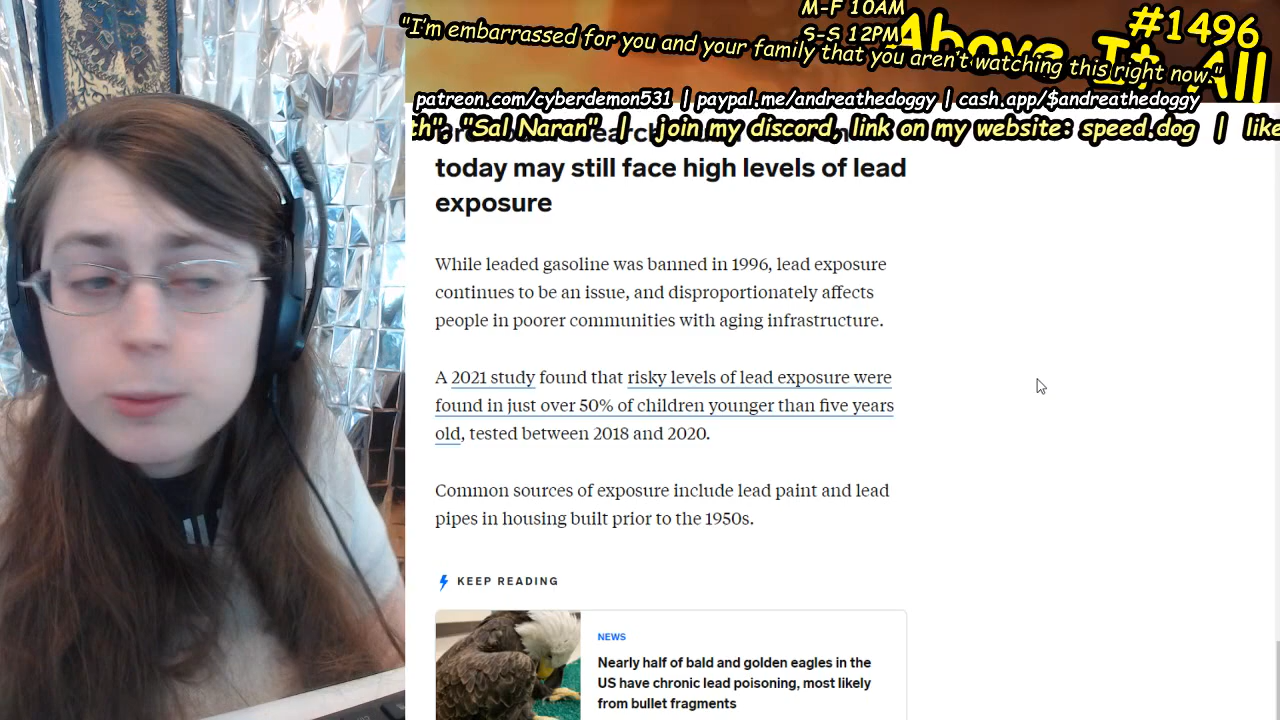 M-F 10AM
S-S 12PM
Above It All
#1496
"I'm embarrassed for you and your family that you aren't watching this right now."
patreon.com/cyberdemon531 | paypal.me/andreathedoggy | cash.app/$andreathedoggy
th", "Sal Naran" | join my discord, link on my website: speed.dog | like
today may still face high levels of lead
exposure
While leaded gasoline was banned in 1996, lead exposure
continues to be an issue, and disproportionately affects
people in poorer communities with aging infrastructure.
A 2021 study found that risky levels of lead exposure were
found in just over 50% of children younger than five years
old, tested between 2018 and 2020.
Common sources of exposure include lead paint and lead
pipes in housing built prior to the 1950s.
KEEP READING
NEWS
Nearly half of bald and golden eagles in the
US have chronic lead poisoning, most likely
from bullet fragments